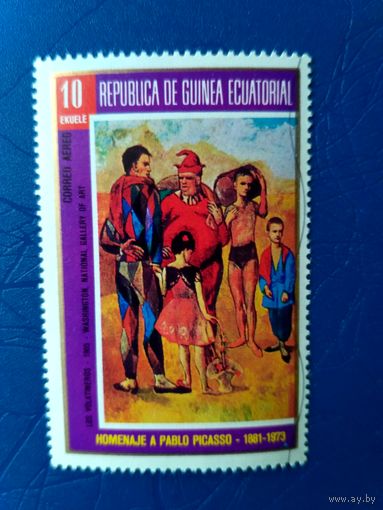 10
EKUELE
REPUBLICA DE GUINEA ECUATORIAL
CORREO AEREO
LOS VOLATINEROS - 1905 - WASHINGTON, NATIONAL GALLERY OF ART
HOMENAJE A PABLO PICASSO - 1881-1973
ay.by